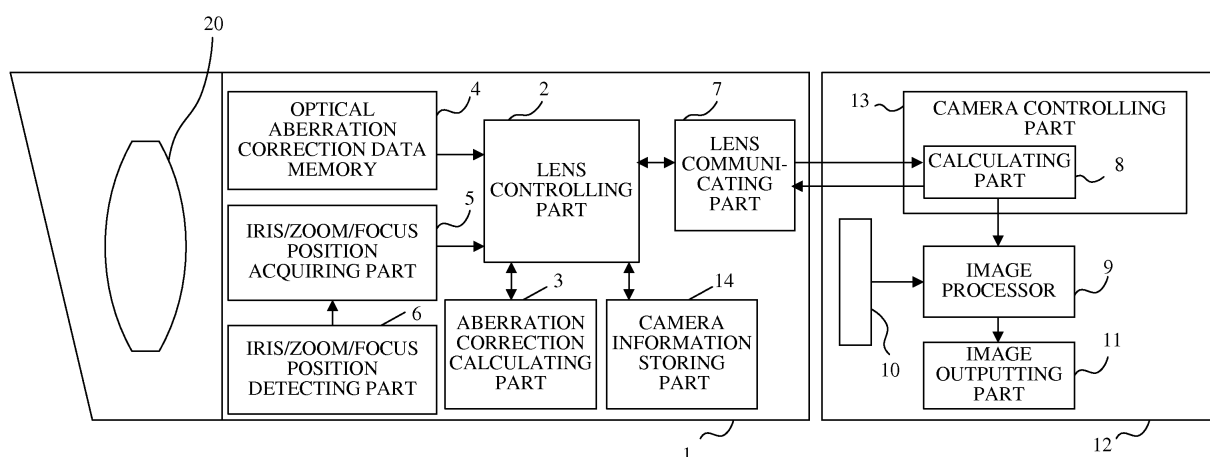 20
4
OPTICAL
ABERRATION
CORRECTION DATA
MEMORY
5
IRIS/ZOOM/FOCUS
POSITION
ACQUIRING PART
6
IRIS/ZOOM/FOCUS
POSITION
DETECTING PART
2
LENS
CONTROLLING
PART
3
ABERRATION
CORRECTION
CALCULATING
PART
14
CAMERA
INFORMATION
STORING
PART
7
LENS
COMMUNI-
CATING
PART
1
13
CAMERA CONTROLLING
PART
CALCULATING
PART
8
IMAGE
PROCESSOR
9
10
IMAGE
OUTPUTTING
PART
11
12